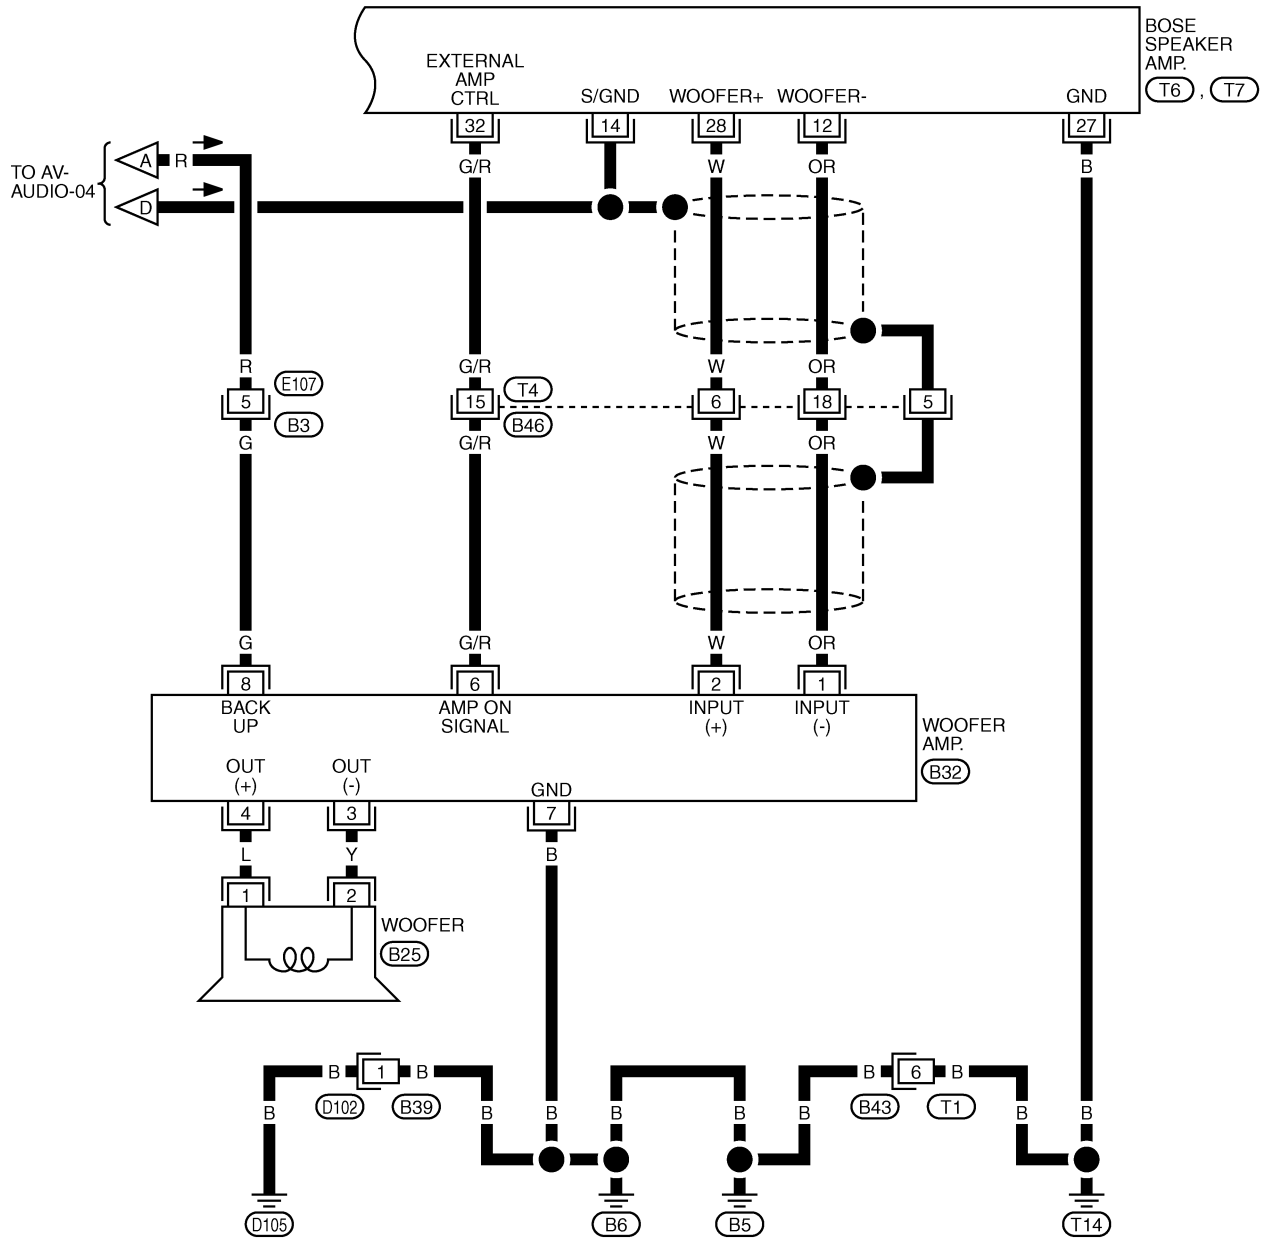 BOSE
SPEAKER
AMP.
T6 , T7
EXTERNAL
AMP
CTRL
S/GND
WOOFER+
WOOFER-
GND
32
14
28
12
27
TO AV-
AUDIO-04
A
R
D
G/R
W
OR
B
R
G/R
W
OR
5
E107
B3
15
T4
B46
6
18
5
G
G/R
W
OR
G
G/R
W
OR
8
6
2
1
BACK
UP
AMP ON
SIGNAL
INPUT
(+)
INPUT
(-)
WOOFER
AMP.
B32
OUT
(+)
OUT
(-)
GND
4
3
7
L
Y
B
1
2
WOOFER
B25
B
1
B
D102
B39
B
6
B
B43
T1
B
B
B
B
B
B
B
B
D105
B6
B5
T14